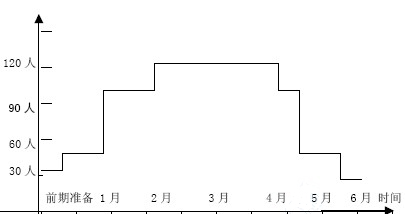 120 人
90 人
60 人
30 人
前期准备 1 月 2 月 3 月 4 月 5 月 6 月 时间